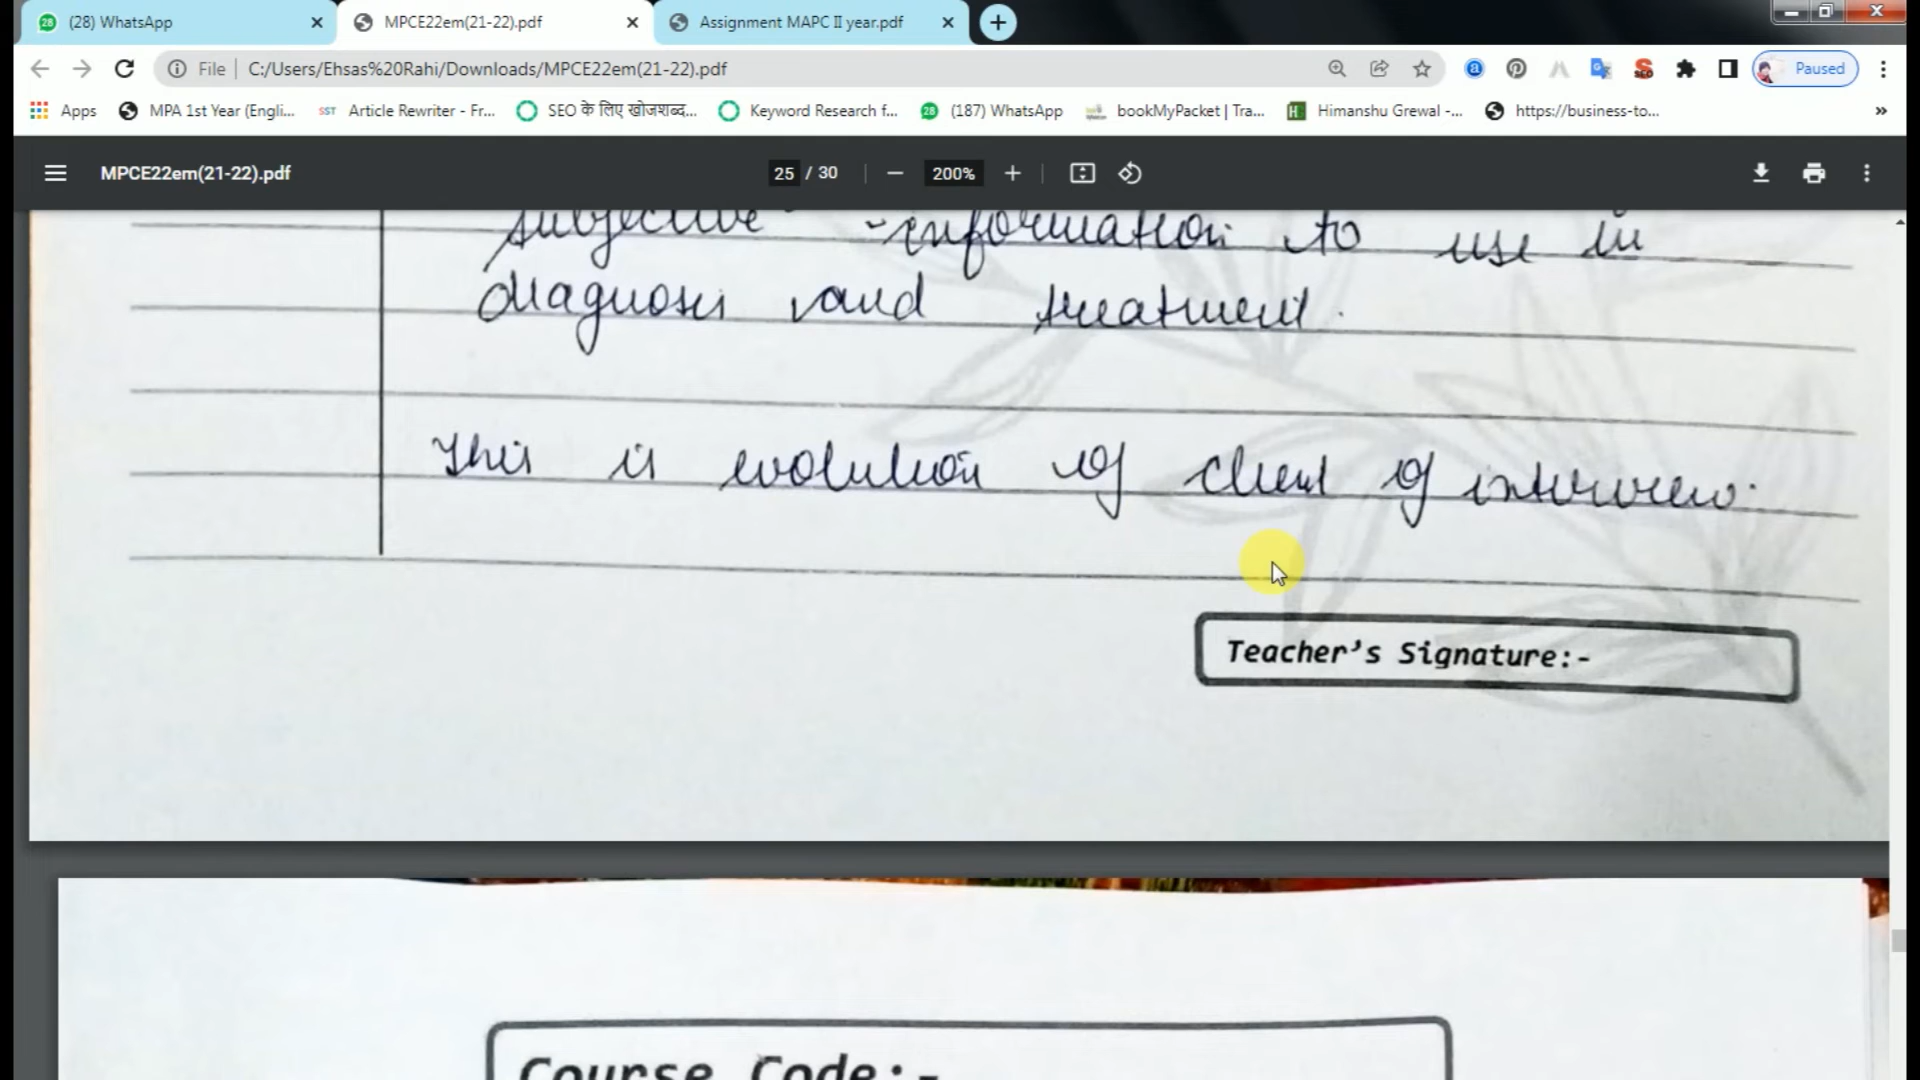 (28) WhatsApp
MPCE22em(21-22).pdf
Assignment MAPC II year.pdf
File | C:/Users/Ehsas%20Rahi/Downloads/MPCE22em(21-22).pdf
Paused
Apps
MPA 1st Year (Engli...
Article Rewriter - Fr...
SEO के लिए खोजशब्द...
Keyword Research f...
(187) WhatsApp
bookMyPacket | Tra...
Himanshu Grewal -...
https://business-to...
MPCE22em(21-22).pdf
25 / 30
200%
subjective information to use in
diagnosis and treatment.
This is evolution of client of interview.
Teacher's Signature:-
Course Code:-